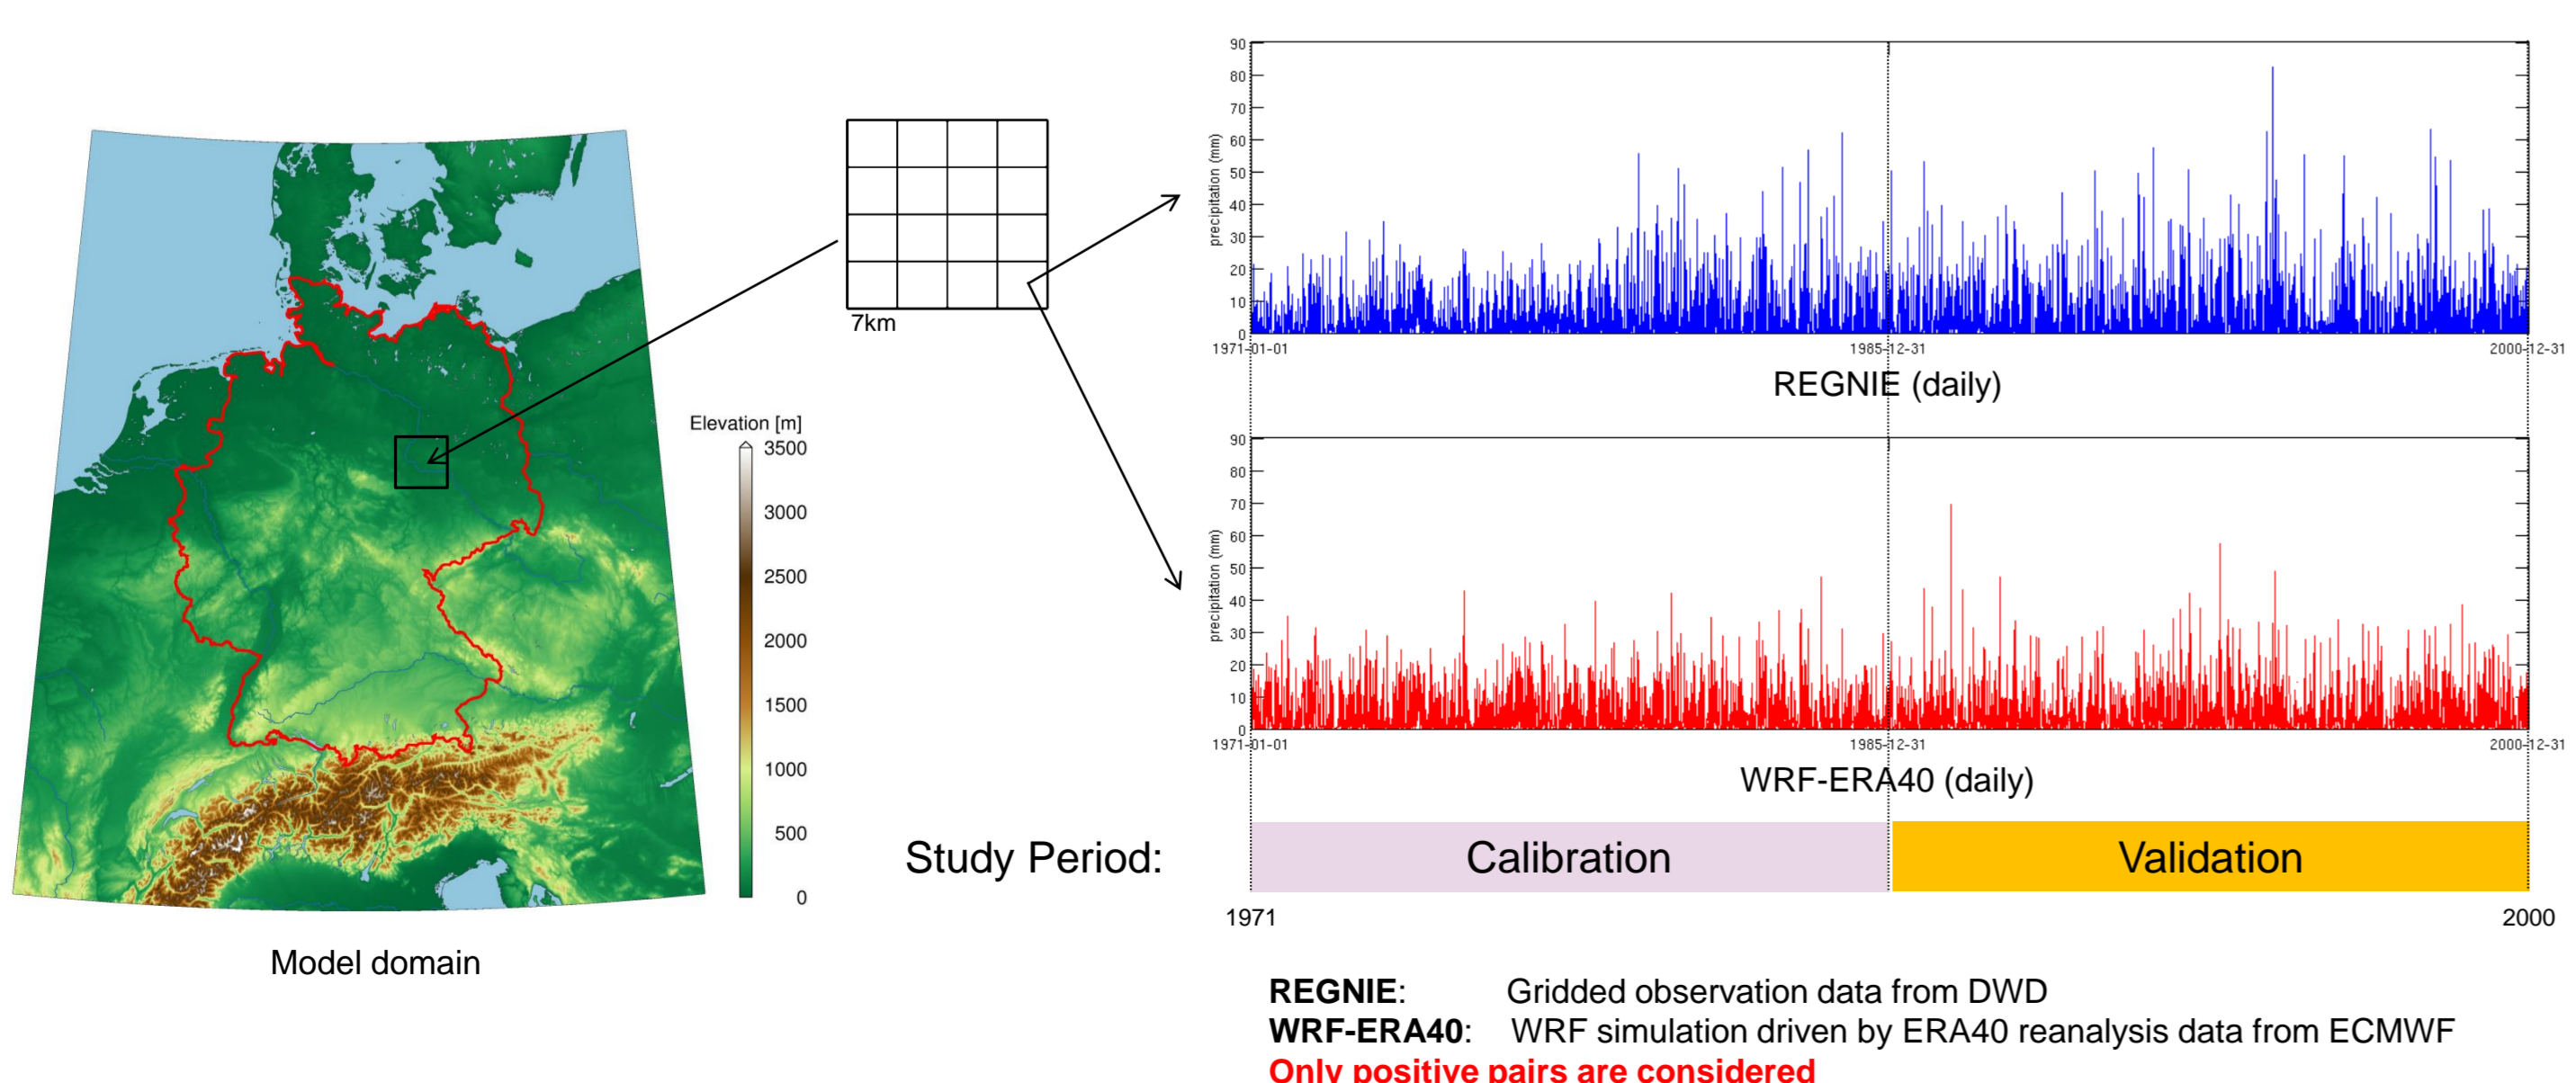 Elevation [m]
3500
3000
2500
2000
1500
1000
500
0
Model domain
7km
precipitation (mm)
90
80
70
60
50
40
30
20
10
0
1971-01-01
1985-12-31
2000-12-31
REGNIE (daily)
precipitation (mm)
90
80
70
60
50
40
30
20
10
0
1971-01-01
1985-12-31
2000-12-31
WRF-ERA40 (daily)
Study Period:
Calibration
Validation
1971
2000
REGNIE: Gridded observation data from DWD
WRF-ERA40: WRF simulation driven by ERA40 reanalysis data from ECMWF
Only positive pairs are considered